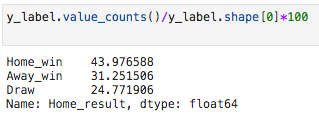 y_label.value_counts()/y_label.shape[0]*100
Home_win    43.976588
Away_win    31.251506
Draw        24.771906
Name: Home_result, dtype: float64